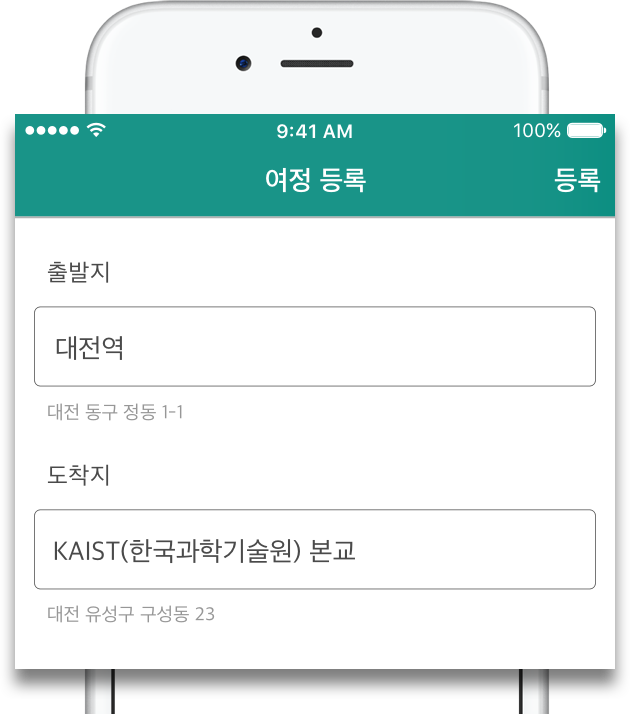 9:41 AM 100%
여정 등록 등록
출발지
대전역
대전 동구 정동 1-1
도착지
KAIST(한국과학기술원) 본교
대전 유성구 구성동 23